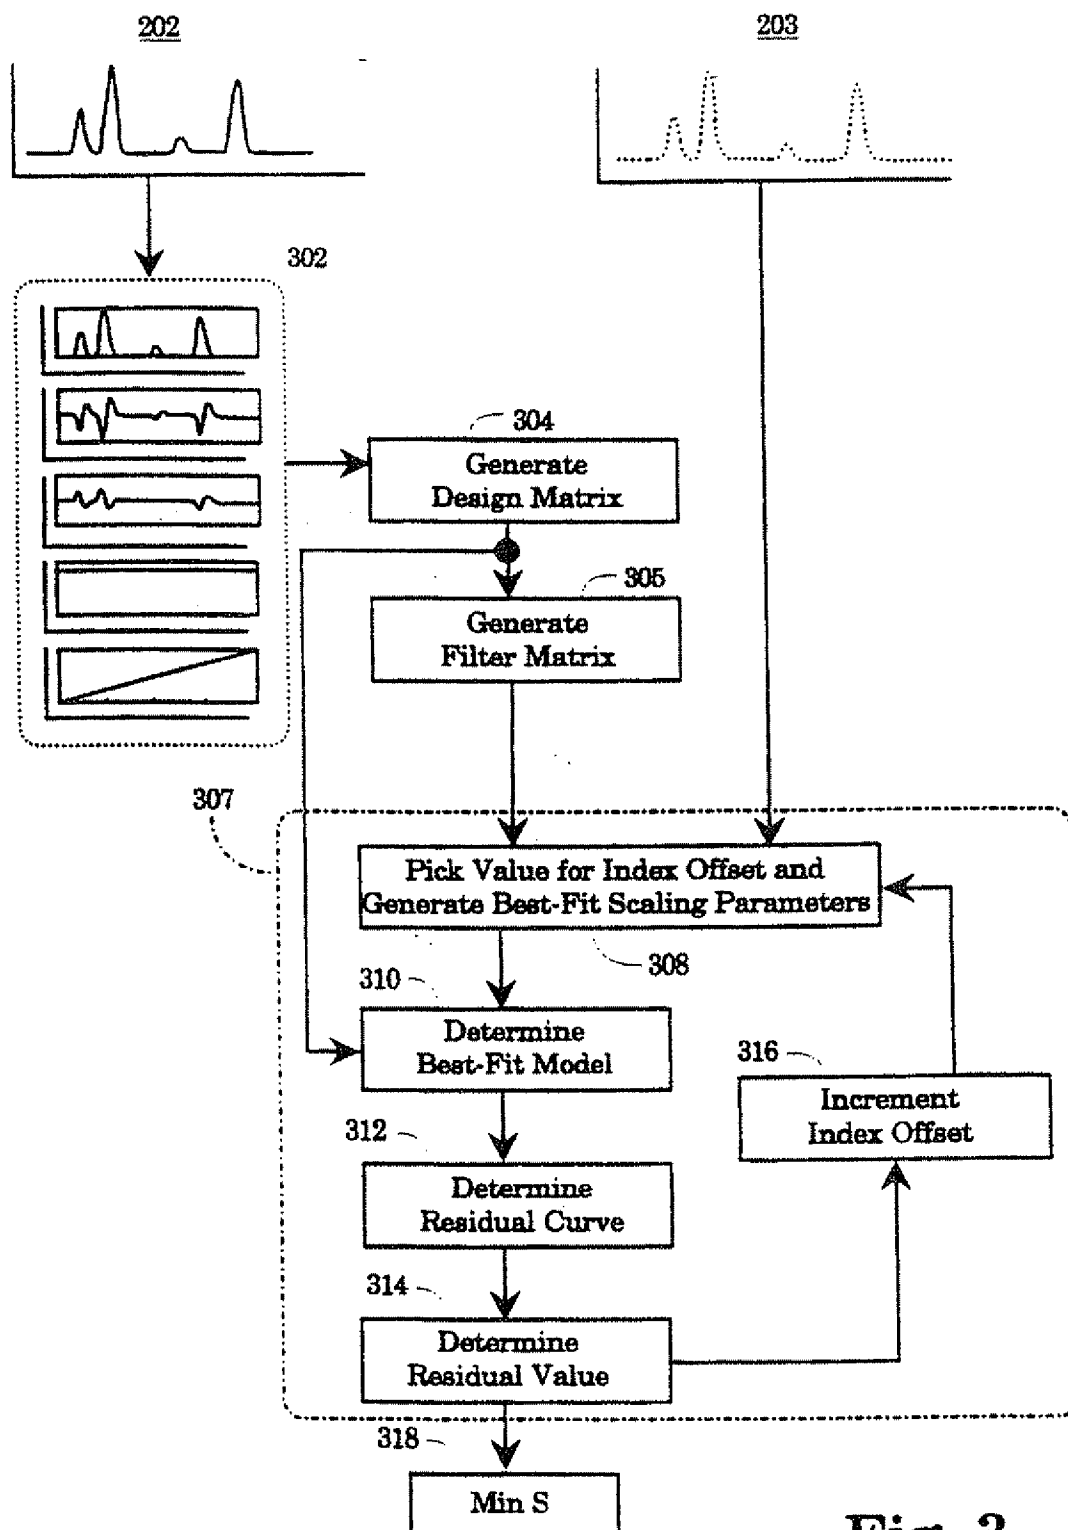 202
203
302
304
Generate
Design Matrix
305
Generate
Filter Matrix
307
Pick Value for Index Offset and
Generate Best-Fit Scaling Parameters
308
310
Determine
Best-Fit Model
316
Increment
Index Offset
312
Determine
Residual Curve
314
Determine
Residual Value
318
Min S